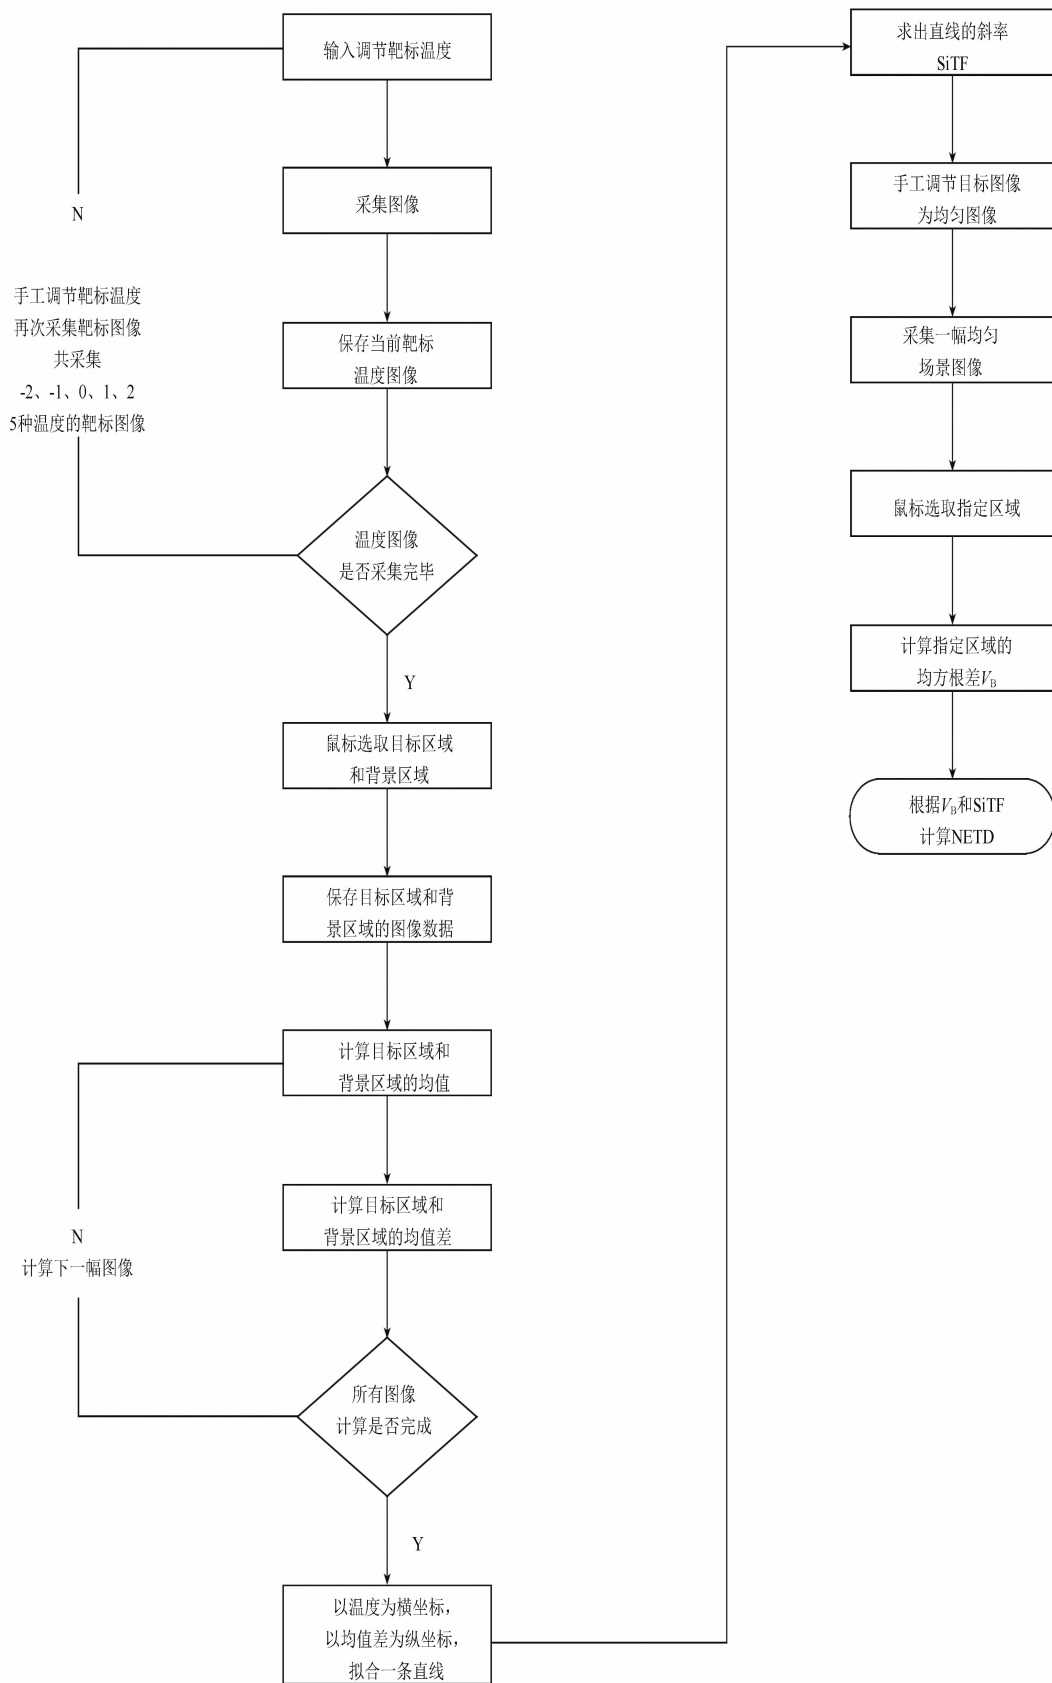 输入调节靶标温度
采集图像
保存当前靶标
温度图像
N
手工调节靶标温度
再次采集靶标图像
共采集
-2、-1、0、1、2
5种温度的靶标图像
温度图像
是否采集完毕
Y
鼠标选取目标区域
和背景区域
保存目标区域和背
景区域的图像数据
计算目标区域和
背景区域的均值
计算目标区域和
背景区域的均值差
N
计算下一幅图像
所有图像
计算是否完成
Y
以温度为横坐标，
以均值差为纵坐标，
拟合一条直线
求出直线的斜率
SiTF
手工调节目标图像
为均匀图像
采集一幅均匀
场景图像
鼠标选取指定区域
计算指定区域的
均方根差VB
根据VB和SiTF
计算NETD